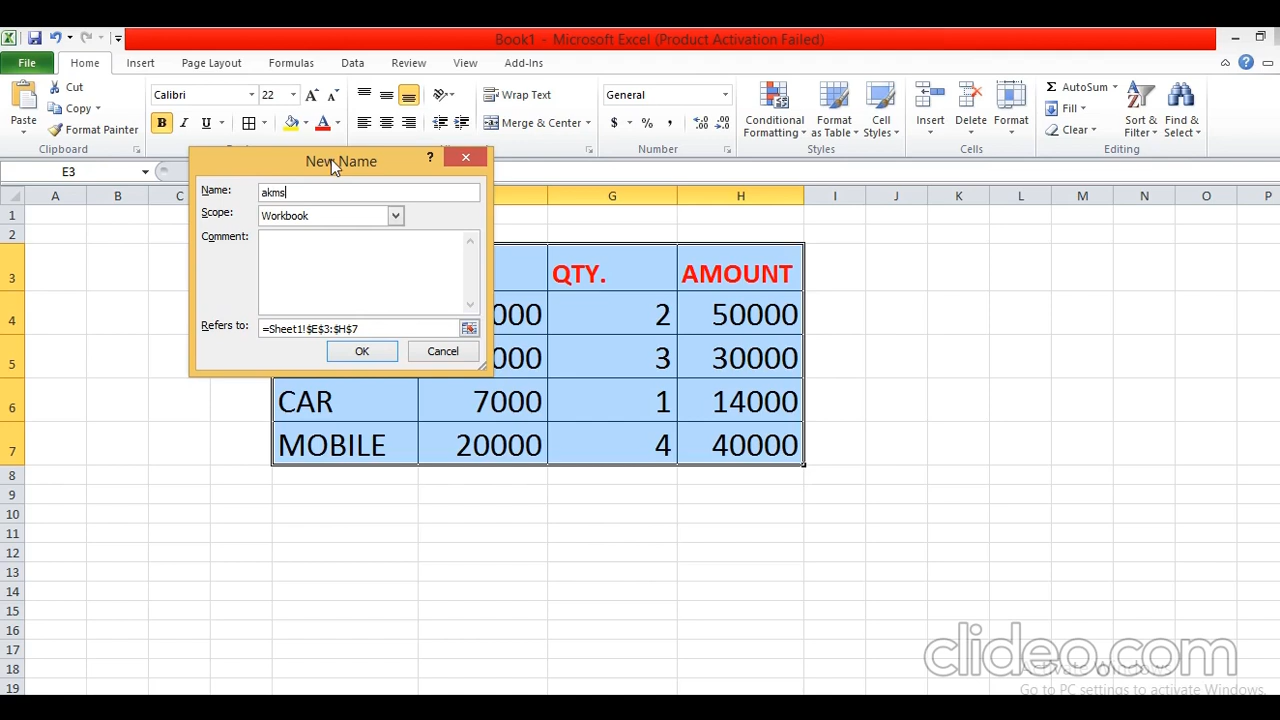 Book1 - Microsoft Excel (Product Activation Failed)
File Home Insert Page Layout Formulas Data Review View Add-Ins
Cut
Copy
Format Painter
Paste
Clipboard
Calibri 22
B I U A A A
Wrap Text
Merge & Center
General
$ % ,
Number
Conditional Formatting
Format as Table
Cell Styles
Styles
Insert Delete Format
Cells
AutoSum
Fill
Clear
Sort & Filter
Find & Select
Editing
E3
New Name
Name: akms
Scope: Workbook
Comment:
Refers to: =Sheet1!$E$3:$H$7
OK Cancel
A B C G H I J K L M N O P
1
2
3 QTY. AMOUNT
4 000 2 50000
5 000 3 30000
6 CAR 7000 1 14000
7 MOBILE 20000 4 40000
8
9
10
11
12
13
14
15
16
17
18
19
clideo.com
Activate Windows
Go to PC settings to activate Windows.